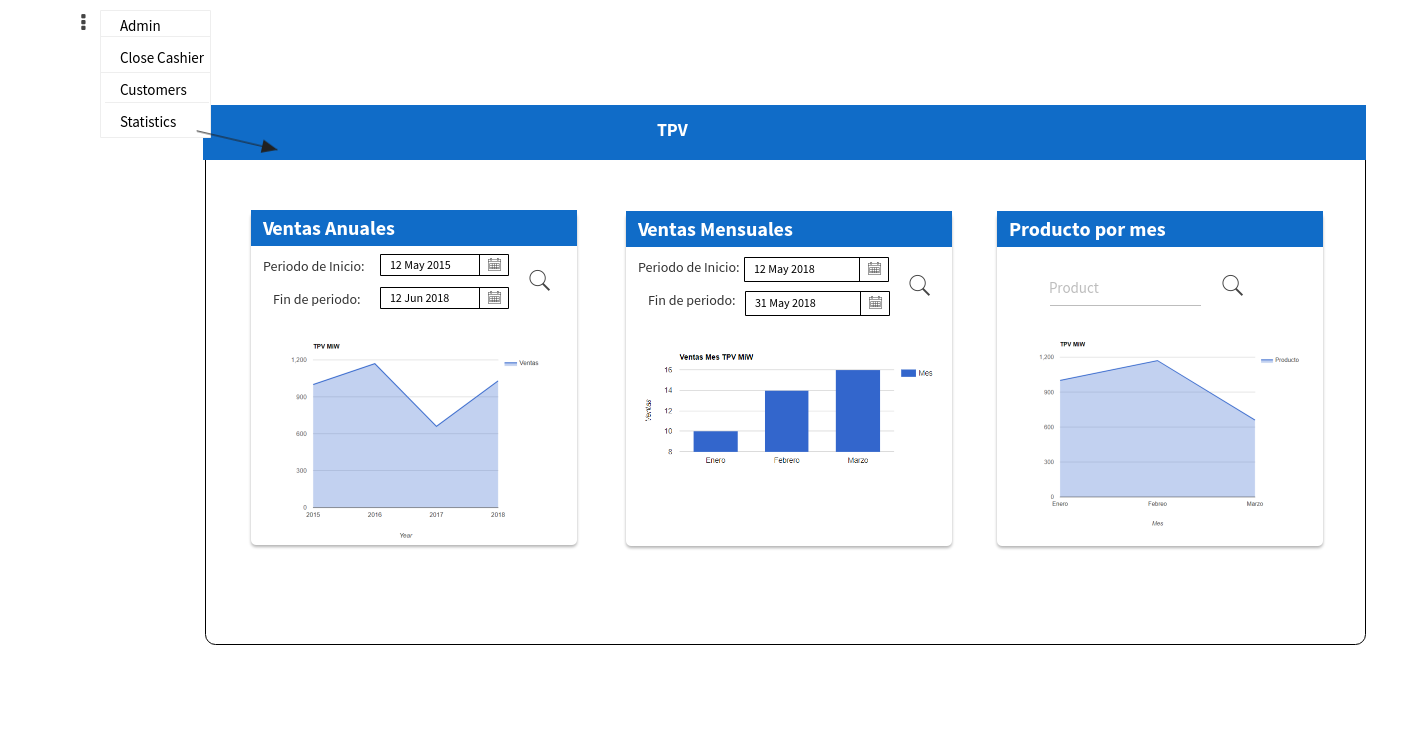 Admin
Close Cashier
Customers
Statistics
TPV
Ventas Anuales
Periodo de Inicio: 12 May 2015
Fin de periodo: 12 Jun 2018
TPV MiW
1,200
900
600
300
0
2015 2016 2017 2018
Year
Ventas
Ventas Mensuales
Periodo de Inicio: 12 May 2018
Fin de periodo: 31 May 2018
Ventas Mes TPV MiW
16
14
12
10
8
Ventas
Enero Febrero Marzo
Mes
Producto por mes
Product
TPV MiW
1,200
900
600
300
0
Enero Febreo Marzo
Mes
Producto